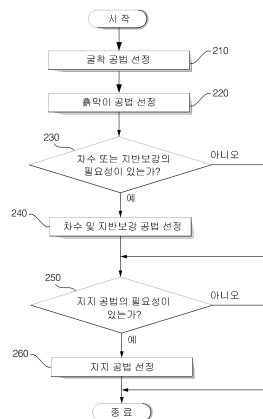 시 작
굴착 공법 선정
210
흙막이 공법 선정
220
230
차수 또는 지반보강의
필요성이 있는가?
아니오
예
240
차수 및 지반보강 공법 선정
250
지지 공법의 필요성이
있는가?
아니오
예
260
지지 공법 선정
종 료